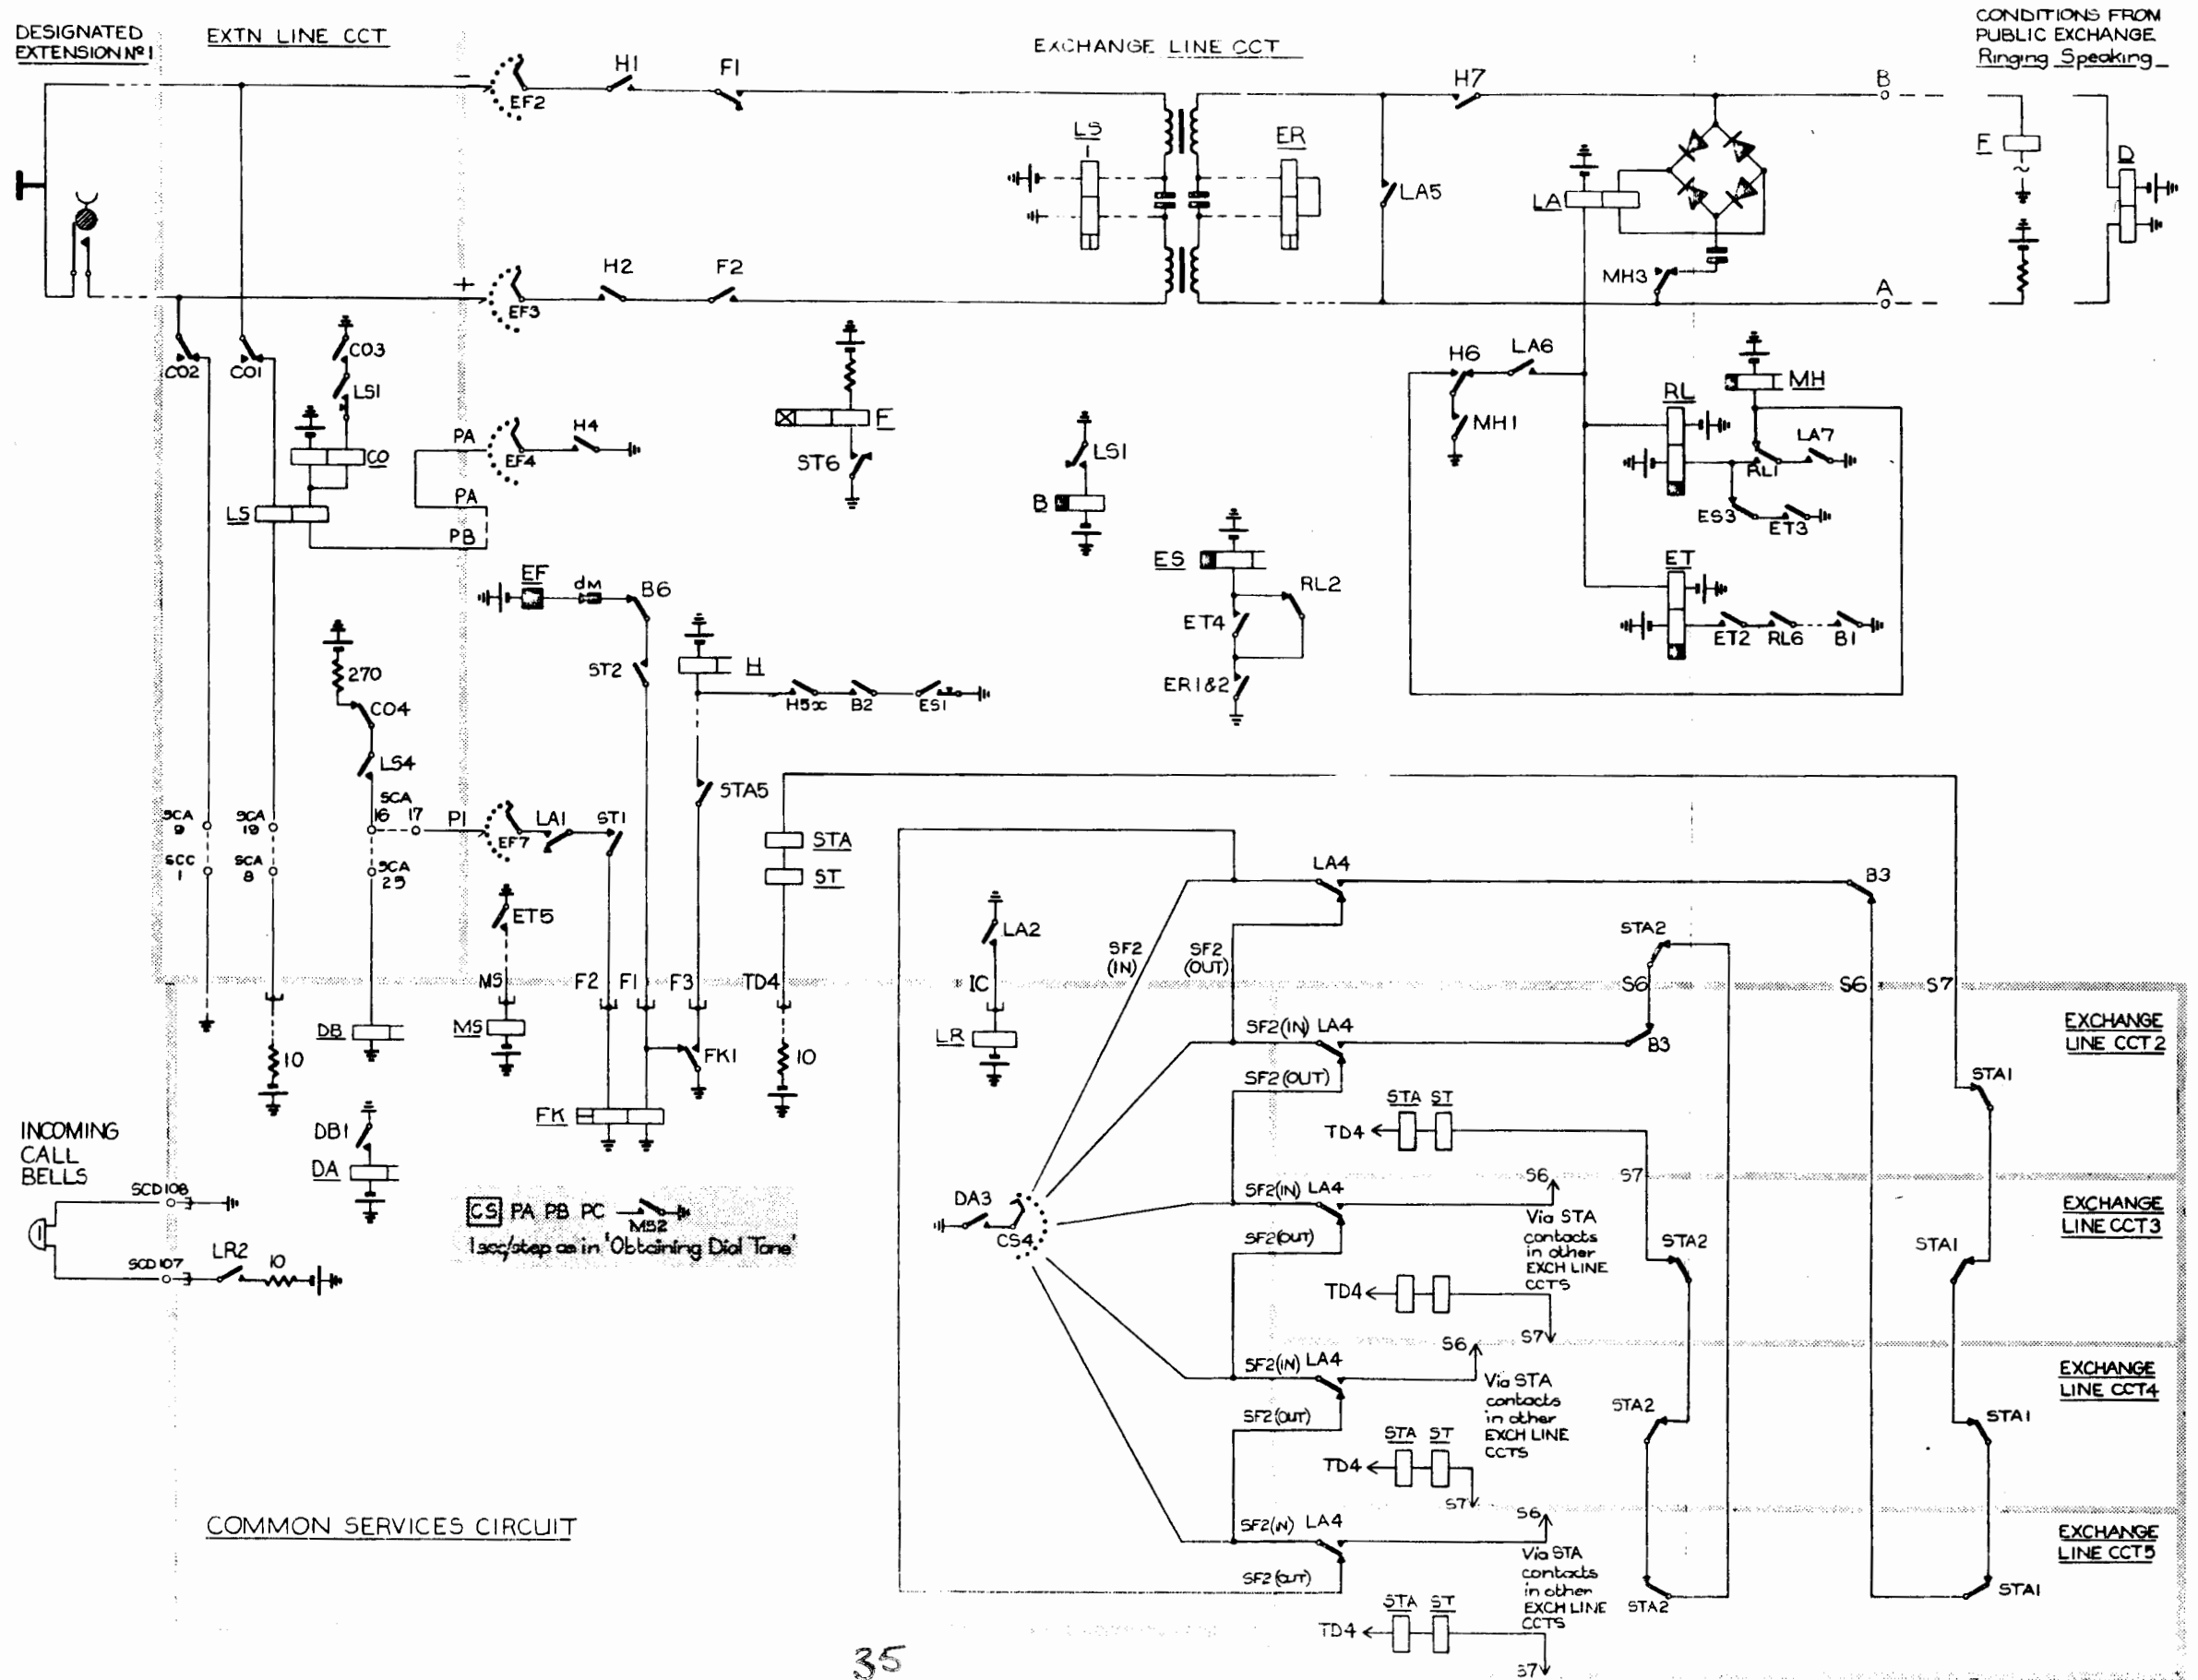 DESIGNATED
EXTENSION Nº 1
EXTN LINE CCT
EXCHANGE LINE CCT
CONDITIONS FROM
PUBLIC EXCHANGE
Ringing Speaking
−
EF2
H1
F1
H7
B
LS
1
ER
LA5
LA
F
D
~
+
EF3
H2
F2
MH3
A
CO2
CO1
CO3
LS1
CO
LS
PA
EF4
H4
PA
PB
F
ST6
LS1
B
H6
LA6
MH1
RL
MH
LA7
RL1
ES3
ET3
ES
RL2
ET4
ER1&2
ET
ET2
RL6
B1
EF
dM
B6
ST2
H
H5x
B2
ES1
270
CO4
LS4
STA5
SCA
9
SCC
1
SCA
19
SCA
8
SCA
16
17
SCA
25
P1
EF7
LA1
ST1
STA
ST
ET5
MS
F2
F1
F3
TD4
MS
DB
10
FK1
10
FK
DB1
DA
LA2
IC
LR
SF2
(IN)
SF2
(OUT)
LA4
B3
STA2
S6
S6
S7
EXCHANGE
LINE CCT 2
SF2(IN)
LA4
B3
SF2(OUT)
STA
ST
TD4
STA1
S6
S7
EXCHANGE
LINE CCT3
DA3
CS4
SF2(IN)
LA4
Via STA
contacts
in other
EXCH LINE
CCTS
SF2(OUT)
STA2
STA1
TD4
S7
S6
SF2(IN)
LA4
EXCHANGE
LINE CCT4
Via STA
contacts
in other
EXCH LINE
CCTS
SF2(OUT)
STA2
STA1
STA
ST
TD4
S7
S6
SF2(IN)
LA4
EXCHANGE
LINE CCT5
Via STA
contacts
in other
EXCH LINE
CCTS
SF2(OUT)
STA2
STA1
STA
ST
TD4
S7
INCOMING
CALL
BELLS
SCD108
SCD107
LR2
10
CS PA PB PC
MS2
1 sec/step as in 'Obtaining Dial Tone'
COMMON SERVICES CIRCUIT
35